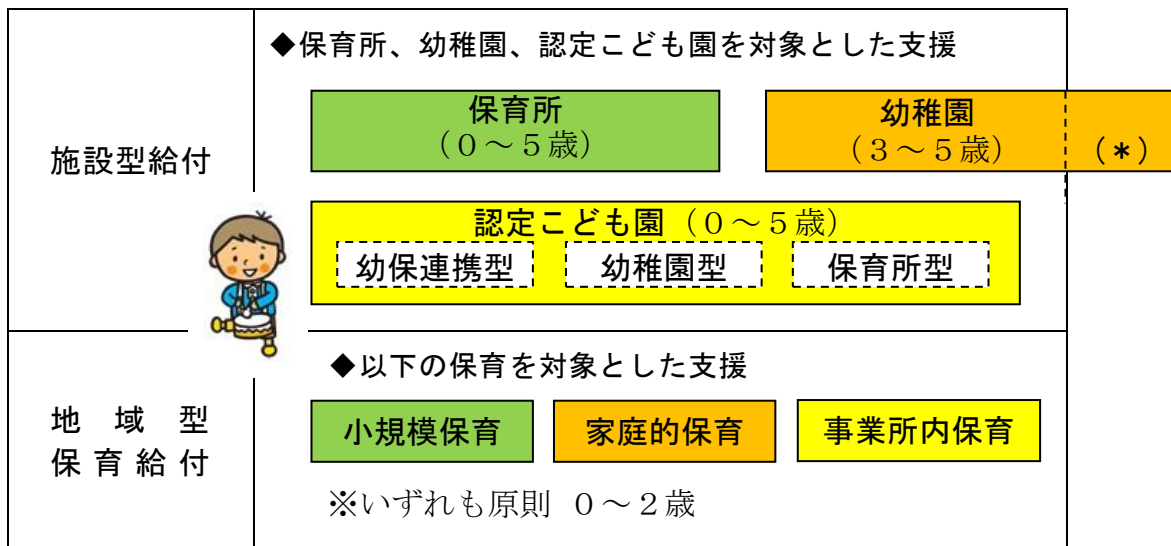 施設型給付
◆保育所、幼稚園、認定こども園を対象とした支援
保育所
（０～５歳）
幼稚園
（３～５歳）
（＊）
認定こども園（０～５歳）
幼保連携型
幼稚園型
保育所型
地域型
保育給付
◆以下の保育を対象とした支援
小規模保育
家庭的保育
事業所内保育
※いずれも原則 ０～２歳